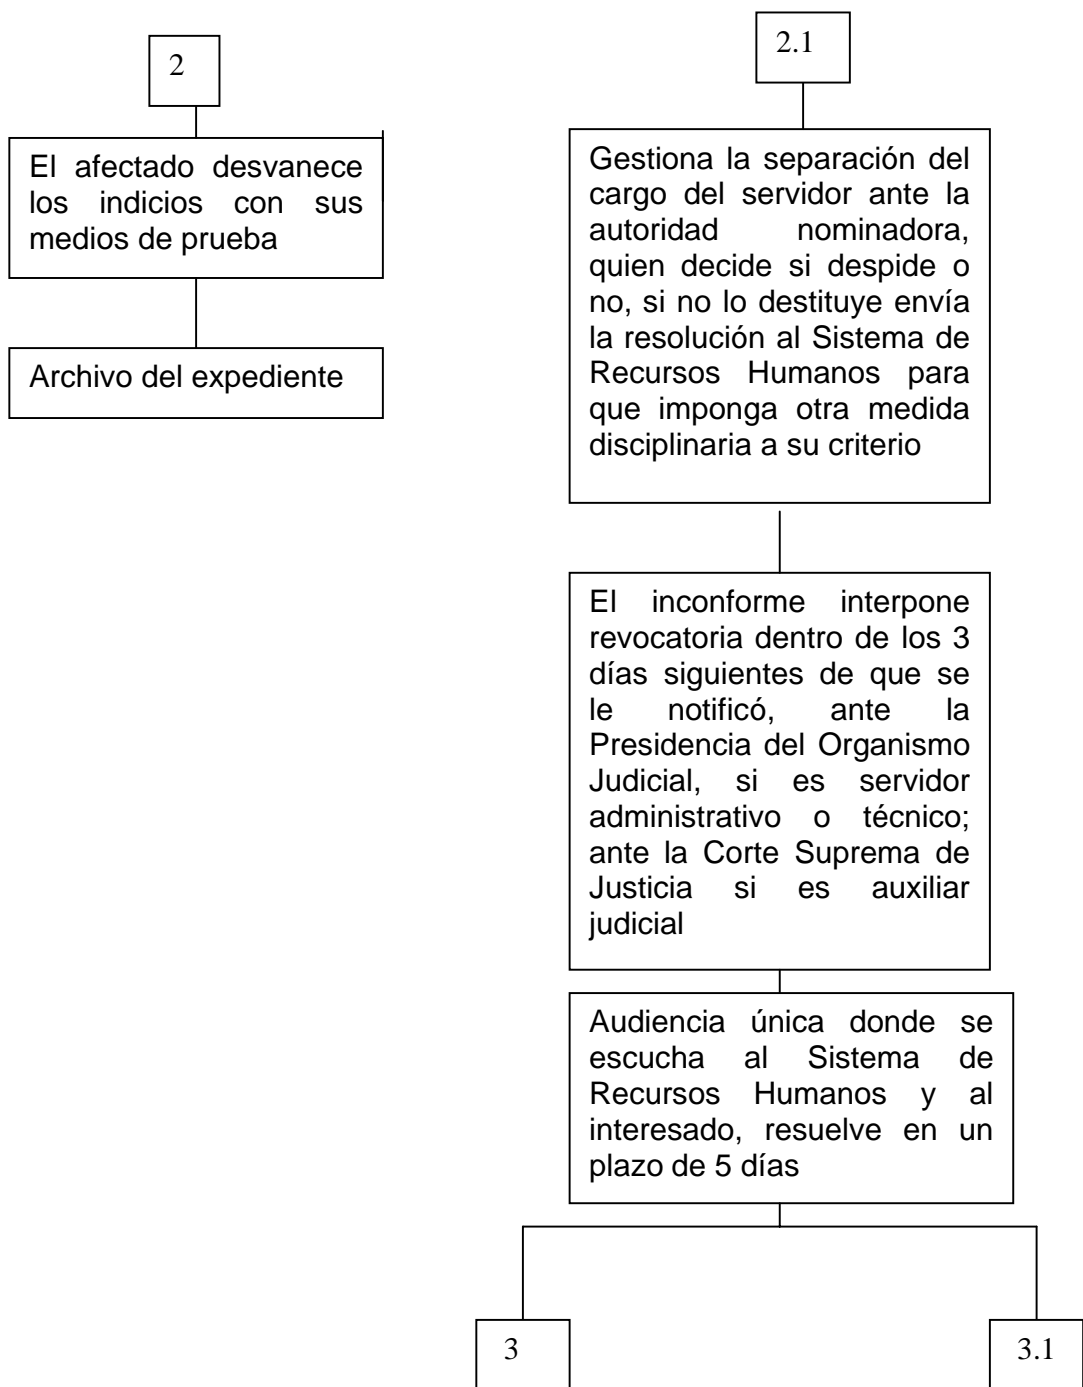 2
El afectado desvanece
los indicios con sus
medios de prueba
Archivo del expediente
2.1
Gestiona la separación del
cargo del servidor ante la
autoridad nominadora,
quien decide si despide o
no, si no lo destituye envía
la resolución al Sistema de
Recursos Humanos para
que imponga otra medida
disciplinaria a su criterio
El inconforme interpone
revocatoria dentro de los 3
días siguientes de que se
le notificó, ante la
Presidencia del Organismo
Judicial, si es servidor
administrativo o técnico;
ante la Corte Suprema de
Justicia si es auxiliar
judicial
Audiencia única donde se
escucha al Sistema de
Recursos Humanos y al
interesado, resuelve en un
plazo de 5 días
3
3.1